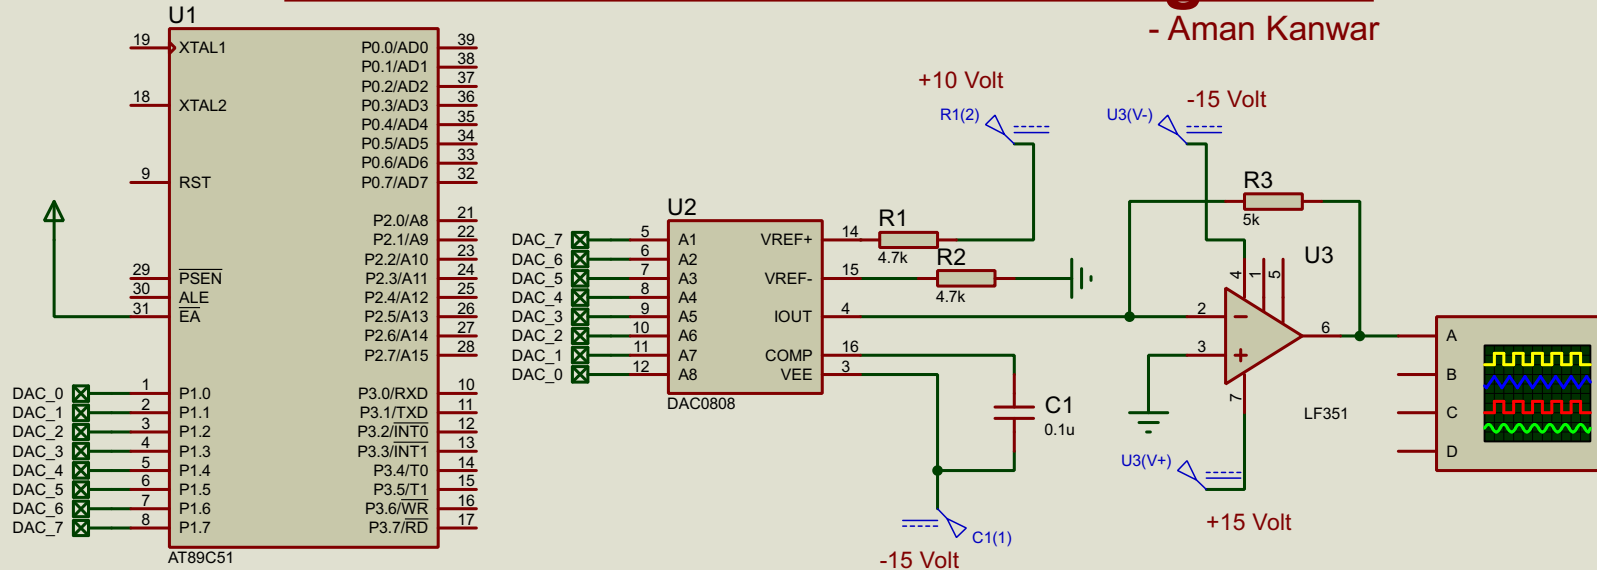 - Aman Kanwar
U1
19 XTAL1
18 XTAL2
9 RST
29 PSEN
30 ALE
31 EA
DAC_0 1 P1.0
DAC_1 2 P1.1
DAC_2 3 P1.2
DAC_3 4 P1.3
DAC_4 5 P1.4
DAC_5 6 P1.5
DAC_6 7 P1.6
DAC_7 8 P1.7
P0.0/AD0 39
P0.1/AD1 38
P0.2/AD2 37
P0.3/AD3 36
P0.4/AD4 35
P0.5/AD5 34
P0.6/AD6 33
P0.7/AD7 32
P2.0/A8 21
P2.1/A9 22
P2.2/A10 23
P2.3/A11 24
P2.4/A12 25
P2.5/A13 26
P2.6/A14 27
P2.7/A15 28
P3.0/RXD 10
P3.1/TXD 11
P3.2/INT0 12
P3.3/INT1 13
P3.4/T0 14
P3.5/T1 15
P3.6/WR 16
P3.7/RD 17
AT89C51
U2
DAC_7 5 A1
DAC_6 6 A2
DAC_5 7 A3
DAC_4 8 A4
DAC_3 9 A5
DAC_2 10 A6
DAC_1 11 A7
DAC_0 12 A8
VREF+ 14
VREF- 15
IOUT 4
COMP 16
VEE 3
DAC0808
R1
4.7k
R2
4.7k
+10 Volt
R1(2)
C1
0.1u
C1(1)
-15 Volt
-15 Volt
U3(V-)
R3
5k
U3
4 1 5
2
3
6
7
LF351
U3(V+)
+15 Volt
A
B
C
D